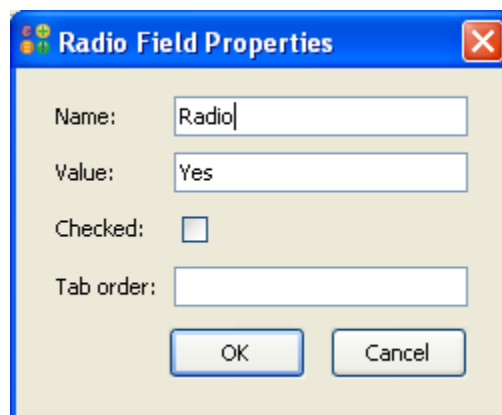 Radio Field Properties
Name: Radio
Value: Yes
Checked:
Tab order:
OK Cancel